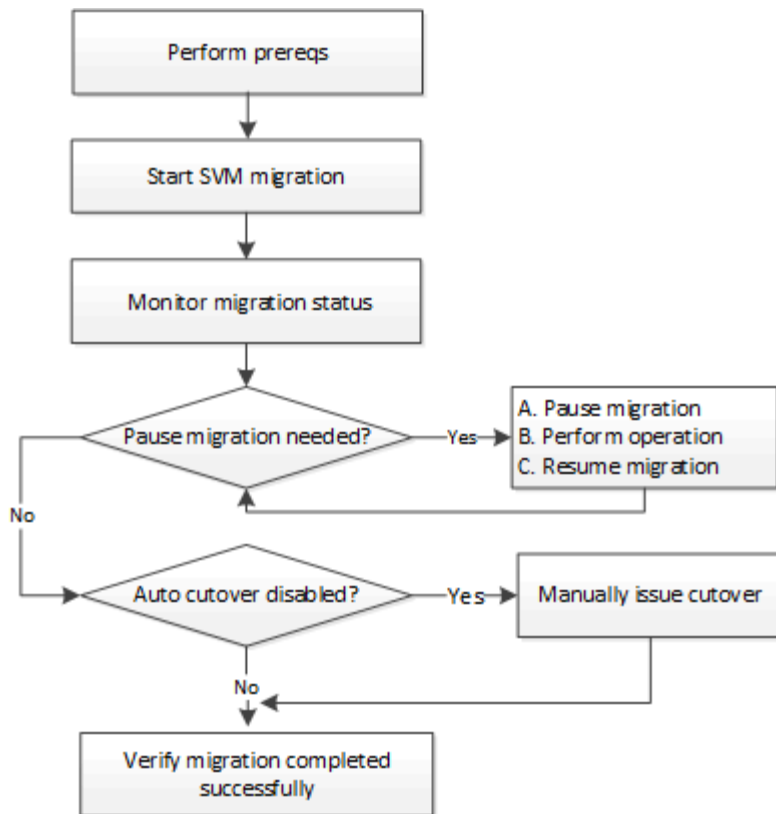 Perform prereqs
Start SVM migration
Monitor migration status
Pause migration needed?
Yes
A. Pause migration
B. Perform operation
C. Resume migration
No
Auto cutover disabled?
Yes
Manually issue cutover
No
Verify migration completed
successfully